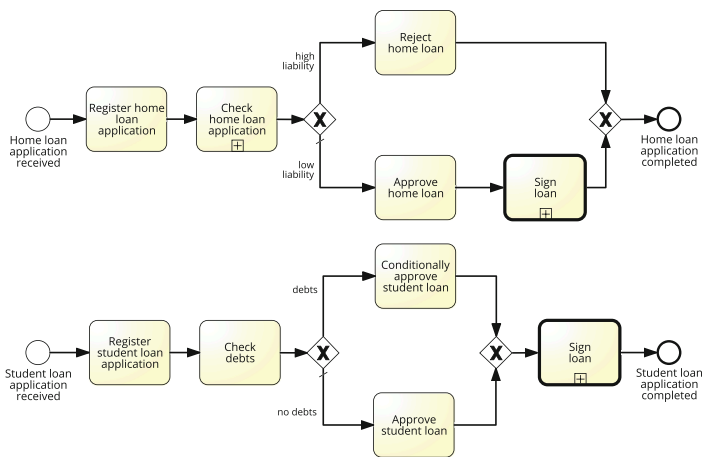 Reject
home loan
high
liability
Register home
loan
application
Check
home loan
application
X
X
Home loan
application
received
Home loan
application
completed
low
liability
Approve
home loan
Sign
loan
Conditionally
approve
student loan
debts
Register
student loan
application
Check
debts
X
X
Sign
loan
Student loan
application
received
Student loan
application
completed
no debts
Approve
student loan